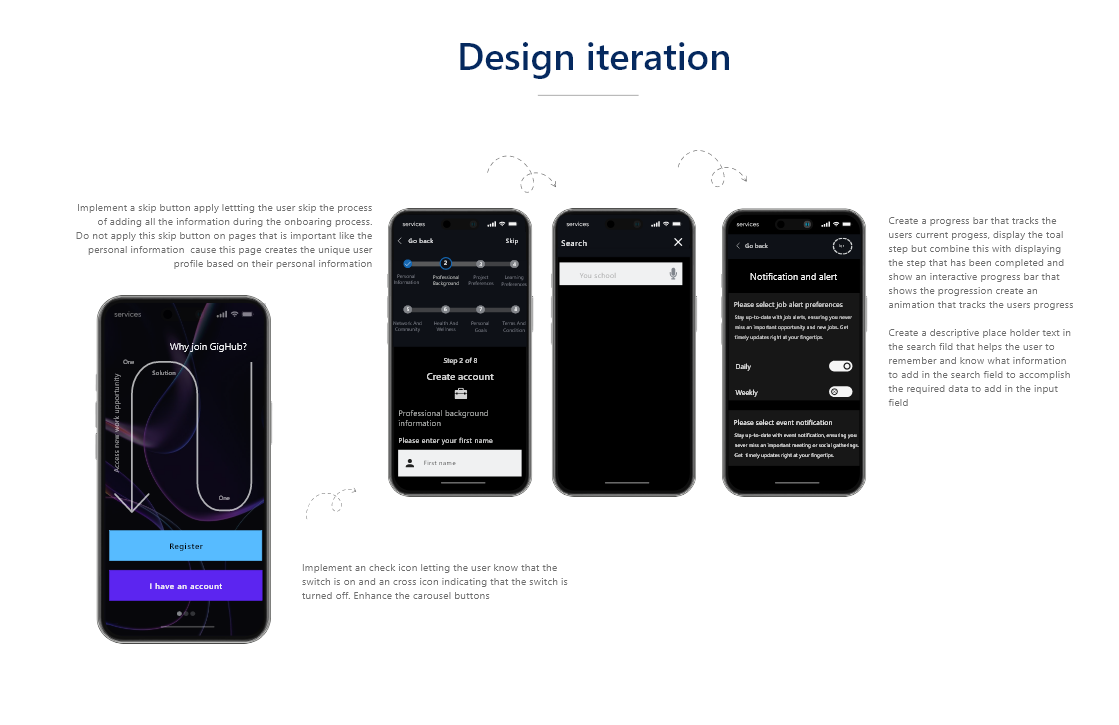 Design iteration
Implement a skip button apply lettting the user skip the process
of adding all the information during the onboaring process.
Do not apply this skip button on pages that is important like the
personal information cause this page creates the unique user
profile based on their personal information
services
Why join GigHub?
One
Solution
Access new work opportunity
One
Register
I have an account
services
Go back
Skip
2
3
4
Personal
Information
Professional
Background
Project
Preferences
Learning
Preferences
5
6
7
8
Network And
Community
Health And
Wellness
Personal
Goals
Terms And
Condition
Step 2 of 8
Create account
Professional background
information
Please enter your first name
First name
services
Search
You school
services
Go back
Notification and alert
Please select job alert preferences
Stay up-to-date with job alerts, ensuring you never
miss an important opportunity and new jobs. Get
timely updates right at your fingertips.
Daily
Weekly
Please select event notification
Stay up-to-date with event notification, ensuring you
never miss an important meeting or social gatherings.
Get timely updates right at your fingertips.
Create a progress bar that tracks the
users current progess, display the toal
step but combine this with displaying
the step that has been completed and
show an interactive progress bar that
shows the progression create an
animation that tracks the users progress
Create a descriptive place holder text in
the search fild that helps the user to
remember and know what information
to add in the search field to accomplish
the required data to add in the input
field
Implement an check icon letting the user know that the
switch is on and an cross icon indicating that the switch is
turned off. Enhance the carousel buttons